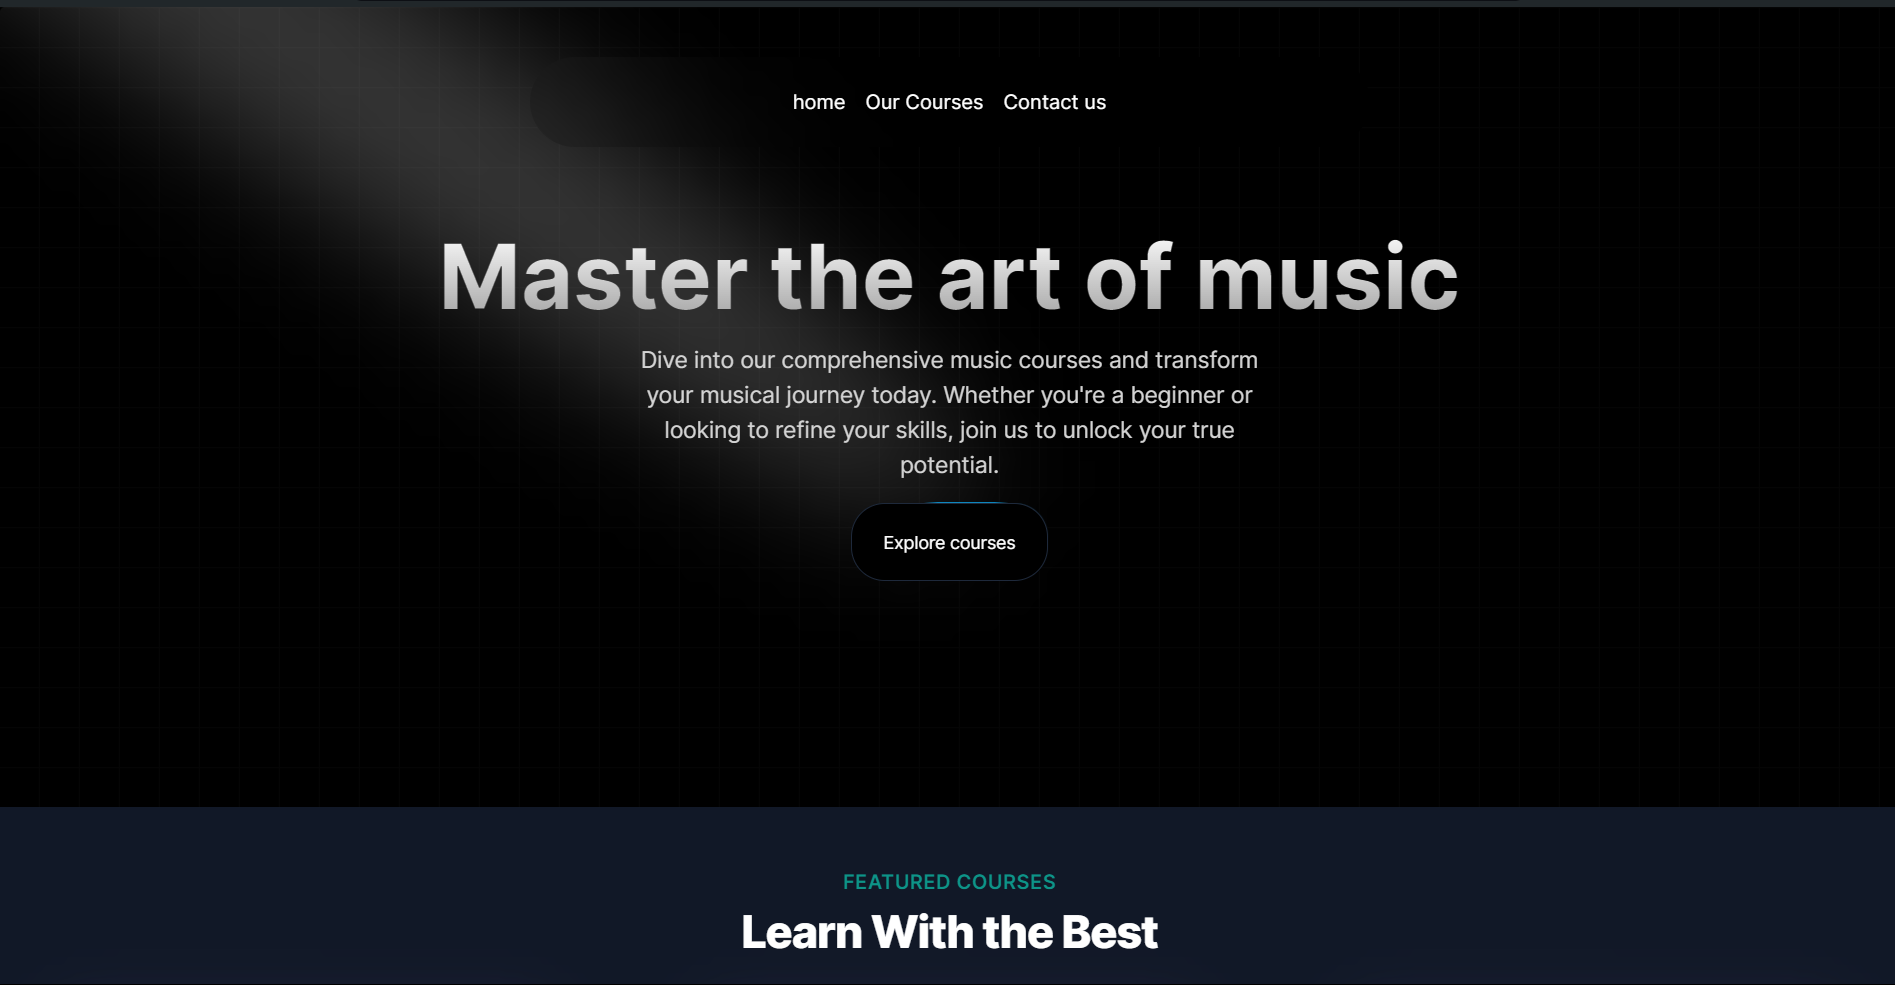 home Our Courses Contact us
Master the art of music
Dive into our comprehensive music courses and transform
your musical journey today. Whether you're a beginner or
looking to refine your skills, join us to unlock your true
potential.
Explore courses
FEATURED COURSES
Learn With the Best